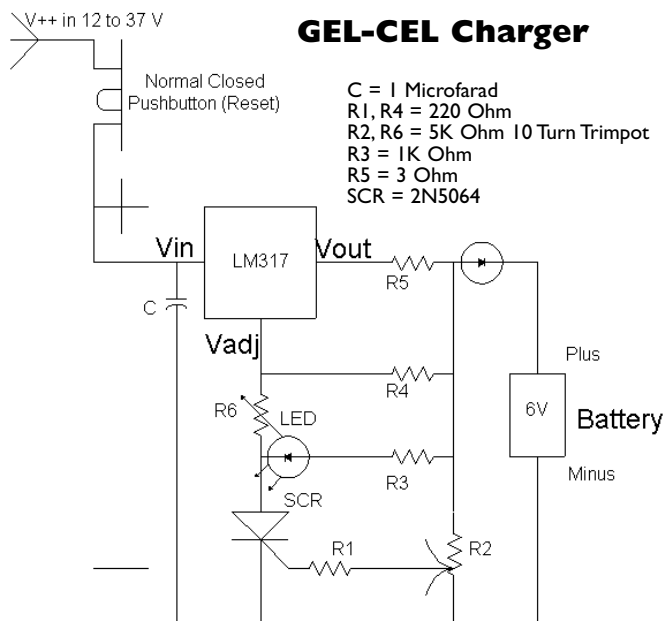 V++ in 12 to 37 V
GEL-CEL Charger
Normal Closed
Pushbutton (Reset)
C = 1 Microfarad
R1, R4 = 220 Ohm
R2, R6 = 5K Ohm 10 Turn Trimpot
R3 = 1K Ohm
R5 = 3 Ohm
SCR = 2N5064
Vin
LM317
Vout
R5
C
Vadj
Plus
R4
R6
LED
6V
Battery
R3
Minus
SCR
R1
R2